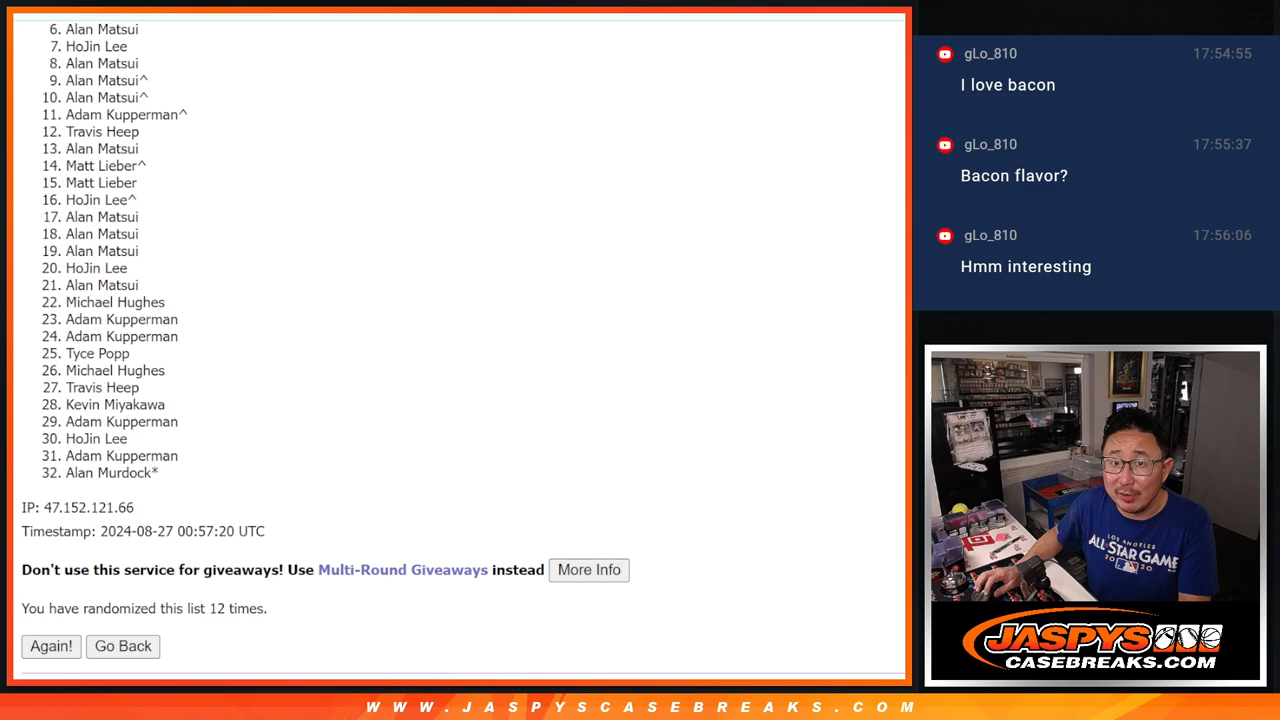 6. Alan Matsui
7. HoJin Lee
8. Alan Matsui
9. Alan Matsui^
10. Alan Matsui^
11. Adam Kupperman^
12. Travis Heep
13. Alan Matsui
14. Matt Lieber^
15. Matt Lieber
16. HoJin Lee^
17. Alan Matsui
18. Alan Matsui
19. Alan Matsui
20. HoJin Lee
21. Alan Matsui
22. Michael Hughes
23. Adam Kupperman
24. Adam Kupperman
25. Tyce Popp
26. Michael Hughes
27. Travis Heep
28. Kevin Miyakawa
29. Adam Kupperman
30. HoJin Lee
31. Adam Kupperman
32. Alan Murdock*
IP: 47.152.121.66
Timestamp: 2024-08-27 00:57:20 UTC
Don't use this service for giveaways! Use Multi-Round Giveaways instead More Info
You have randomized this list 12 times.
Again! Go Back
gLo_810 17:54:55
I love bacon
gLo_810 17:55:37
Bacon flavor?
gLo_810 17:56:06
Hmm interesting
LOS ANGELES
ALL-STAR GAME
2020
JASPYS
CASEBREAKS.COM
WWW.JASPYSCASEBREAKS.COM